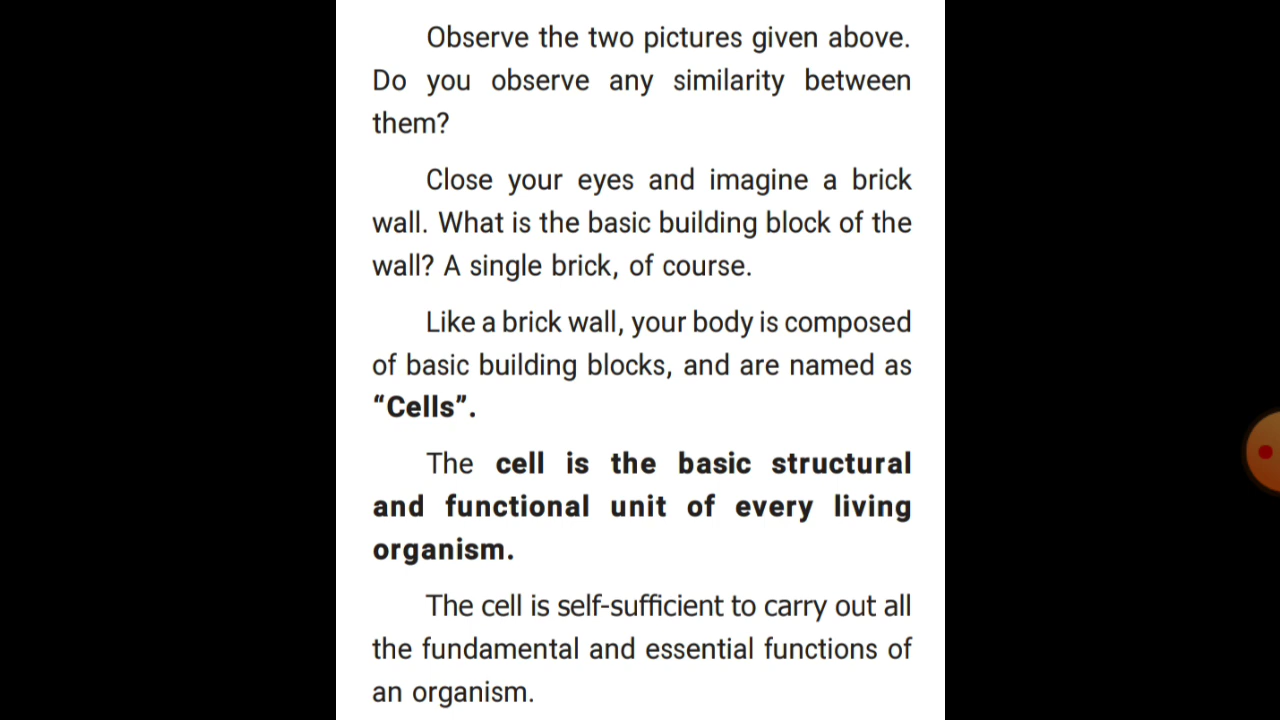 Observe the two pictures given above.
Do you observe any similarity between
them?
Close your eyes and imagine a brick
wall. What is the basic building block of the
wall? A single brick, of course.
Like a brick wall, your body is composed
of basic building blocks, and are named as
“Cells”.
The cell is the basic structural
and functional unit of every living
organism.
The cell is self-sufficient to carry out all
the fundamental and essential functions of
an organism.